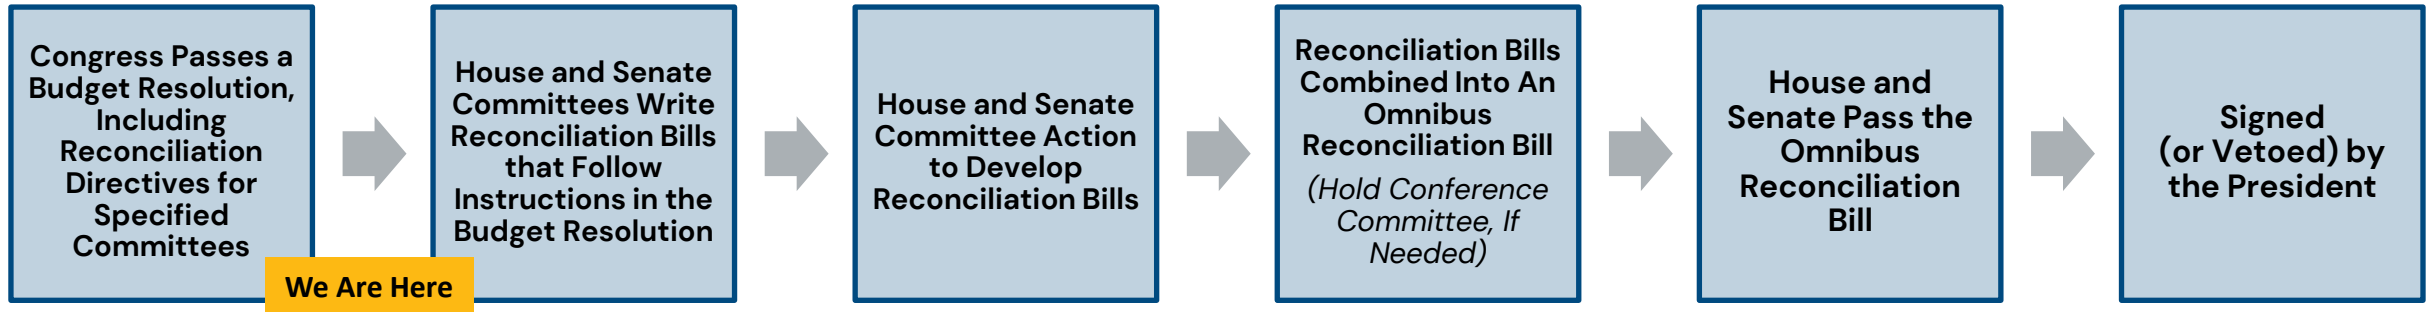 Congress Passes a
Budget Resolution,
Including
Reconciliation
Directives for
Specified
Committees
We Are Here
House and Senate
Committees Write
Reconciliation Bills
that Follow
Instructions in the
Budget Resolution
House and Senate
Committee Action
to Develop
Reconciliation Bills
Reconciliation Bills
Combined Into An
Omnibus
Reconciliation Bill
(Hold Conference
Committee, If
Needed)
House and
Senate Pass the
Omnibus
Reconciliation
Bill
Signed
(or Vetoed) by
the President